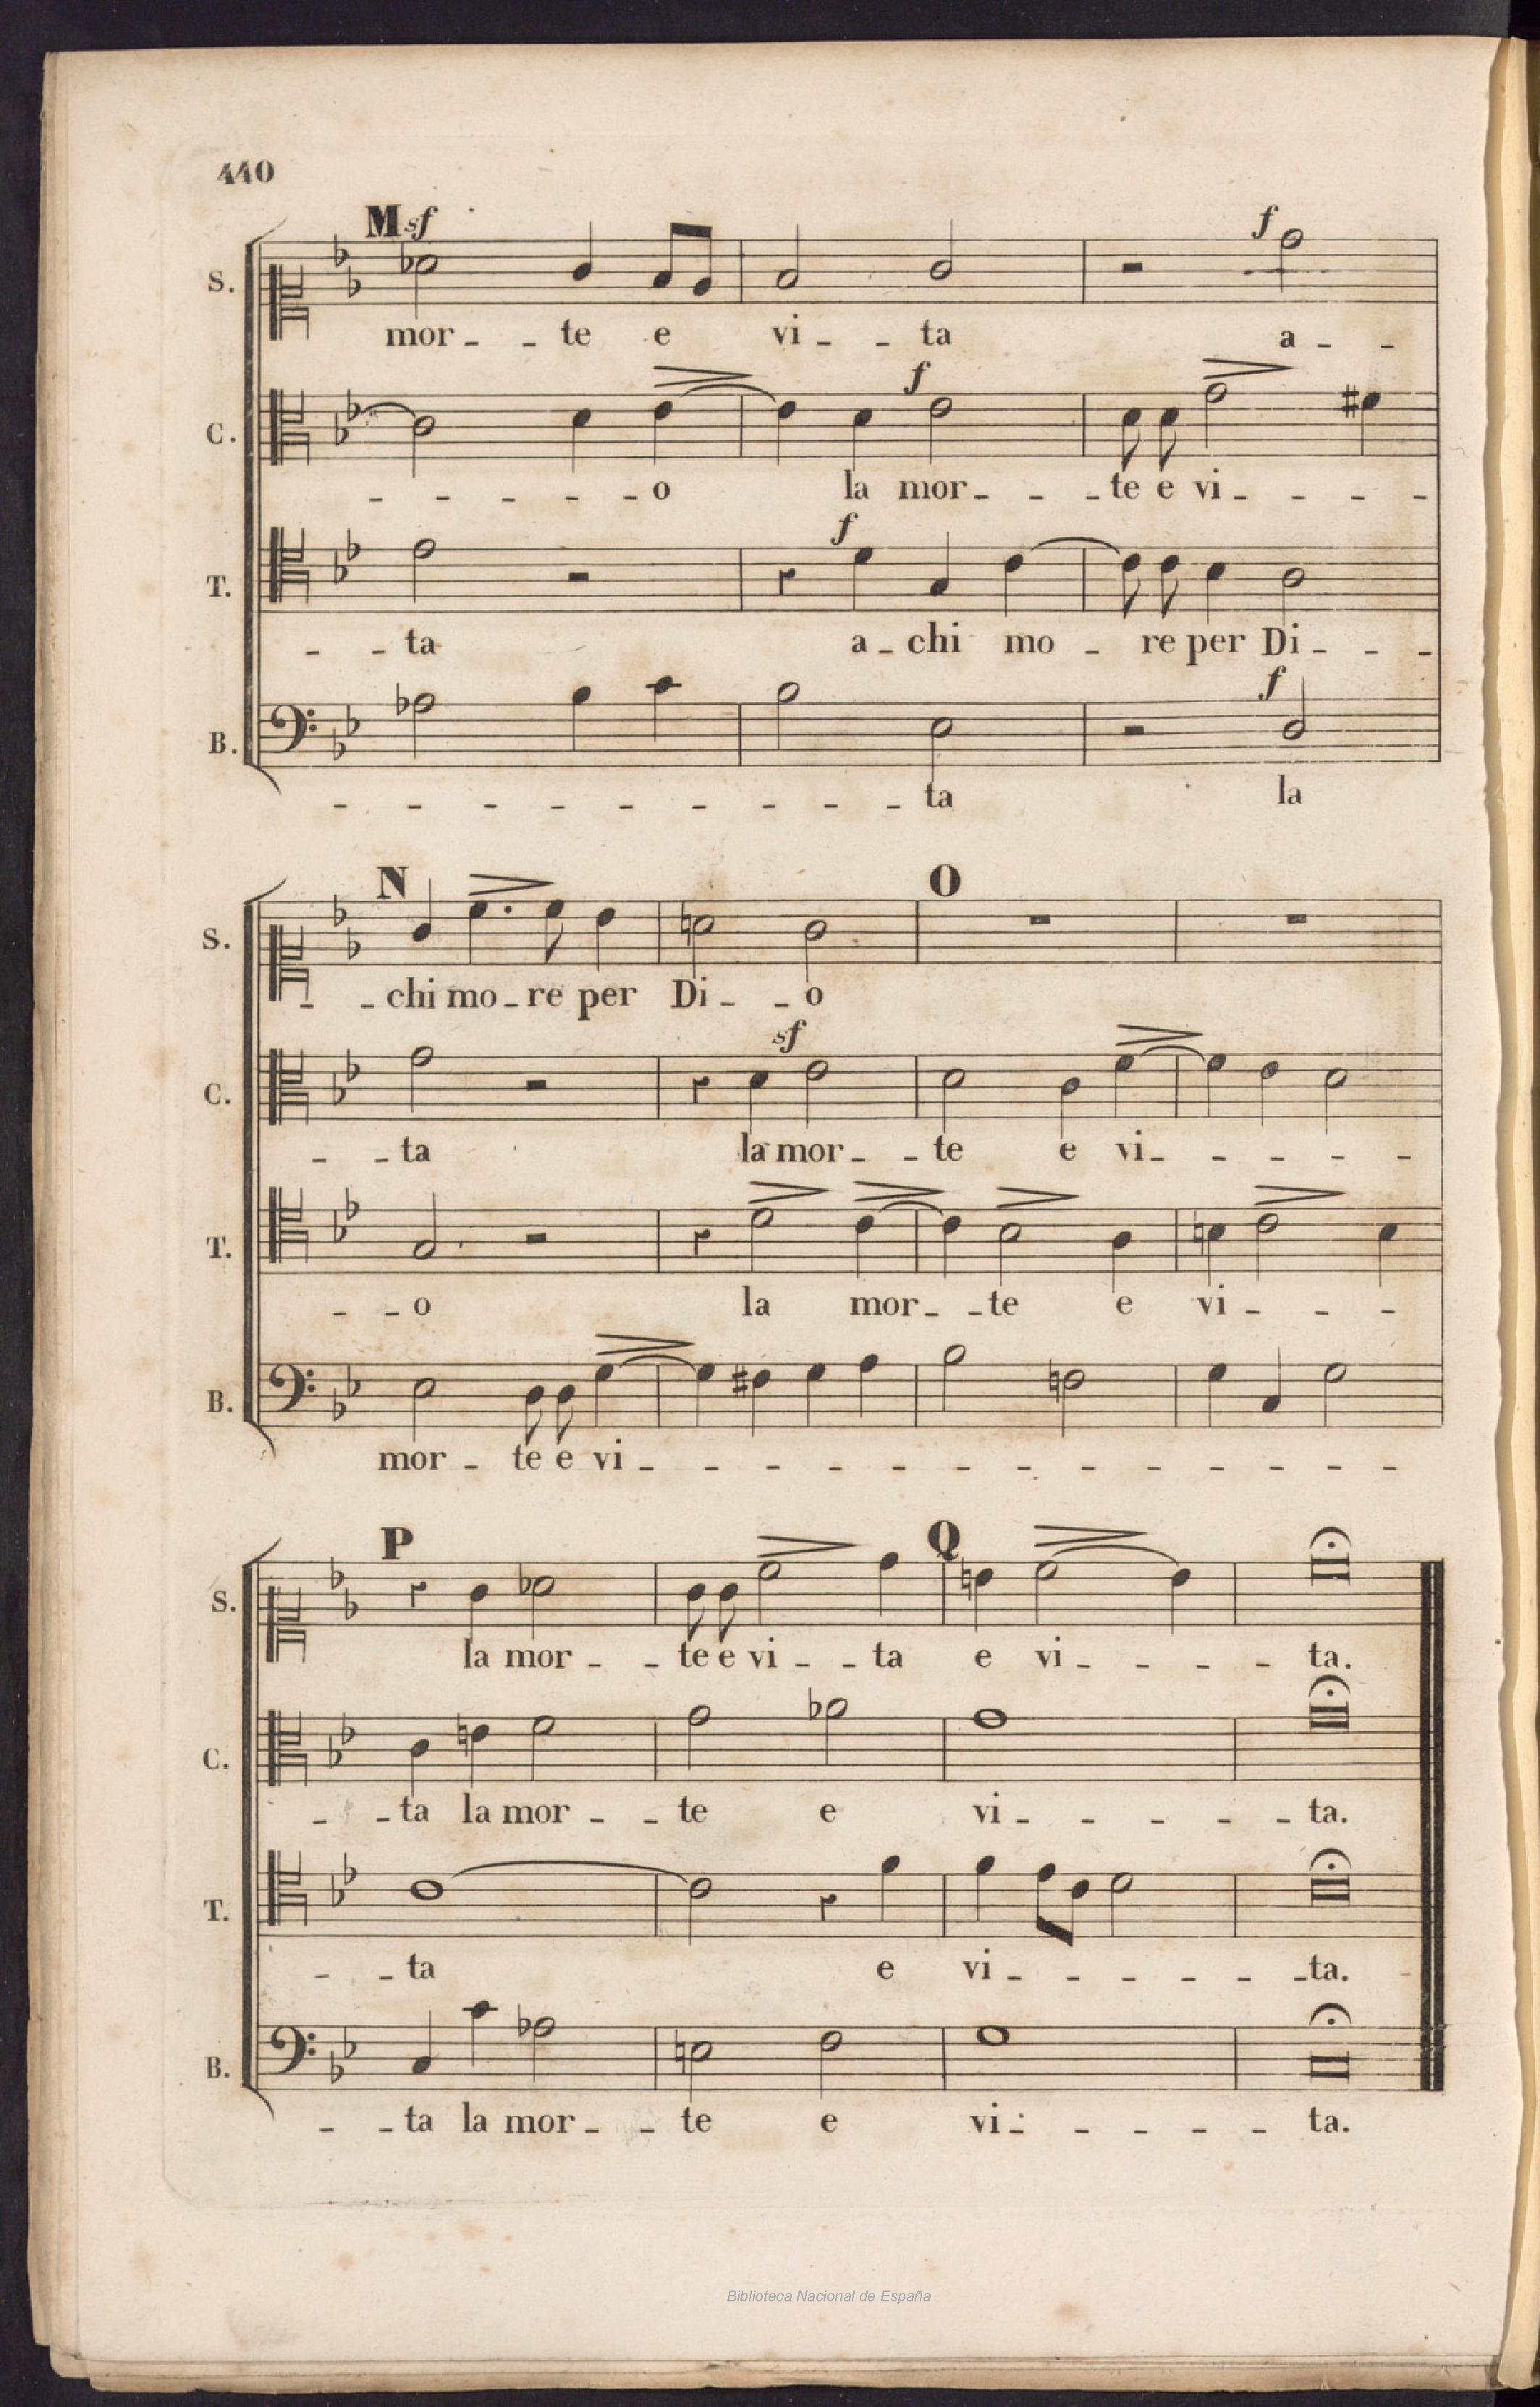 440
M sf
S.
mor - - te e vi - - ta a - -
f
C. f
- - - - - o la mor - - - te e vi - - - -
T. f
- - ta a - chi mo - re per Di - - -
B. f
- - - - - - - - - ta la
N O
S.
- - chi mo - re per Di - - o
C. sf
- - ta la mor - - te e vi - - - - -
T.
- - o la mor - - te e vi - - -
B.
mor - te e vi - - - - - - - - - - - - -
P Q
S.
la mor - - te e vi - - ta e vi - - - - ta.
C.
- - ta la mor - - te e vi - - - - - ta.
T.
- - ta e vi - - - - - - ta.
B.
- - ta la mor - - te e vi - - - - - ta.
Biblioteca Nacional de España